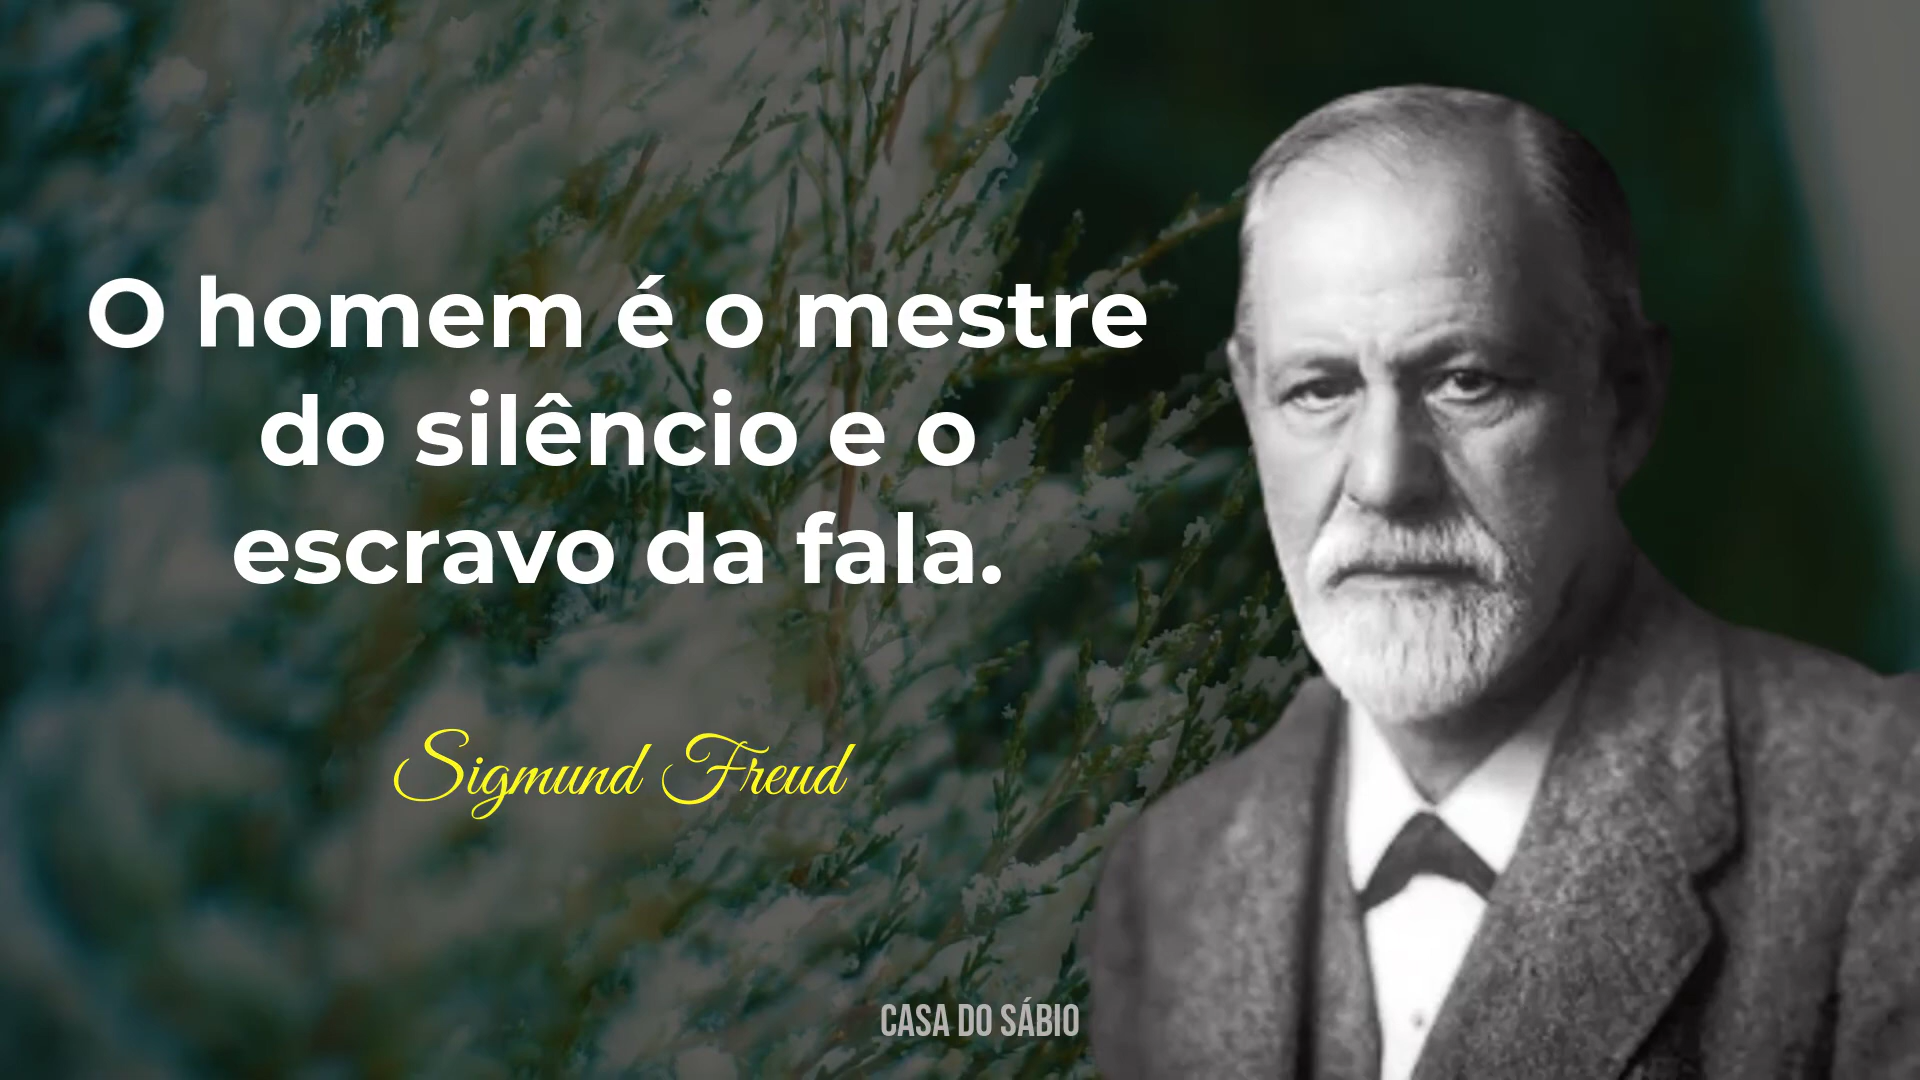 O homem é o mestre
do silêncio e o
escravo da fala.
Sigmund Freud
CASA DO SÁBIO